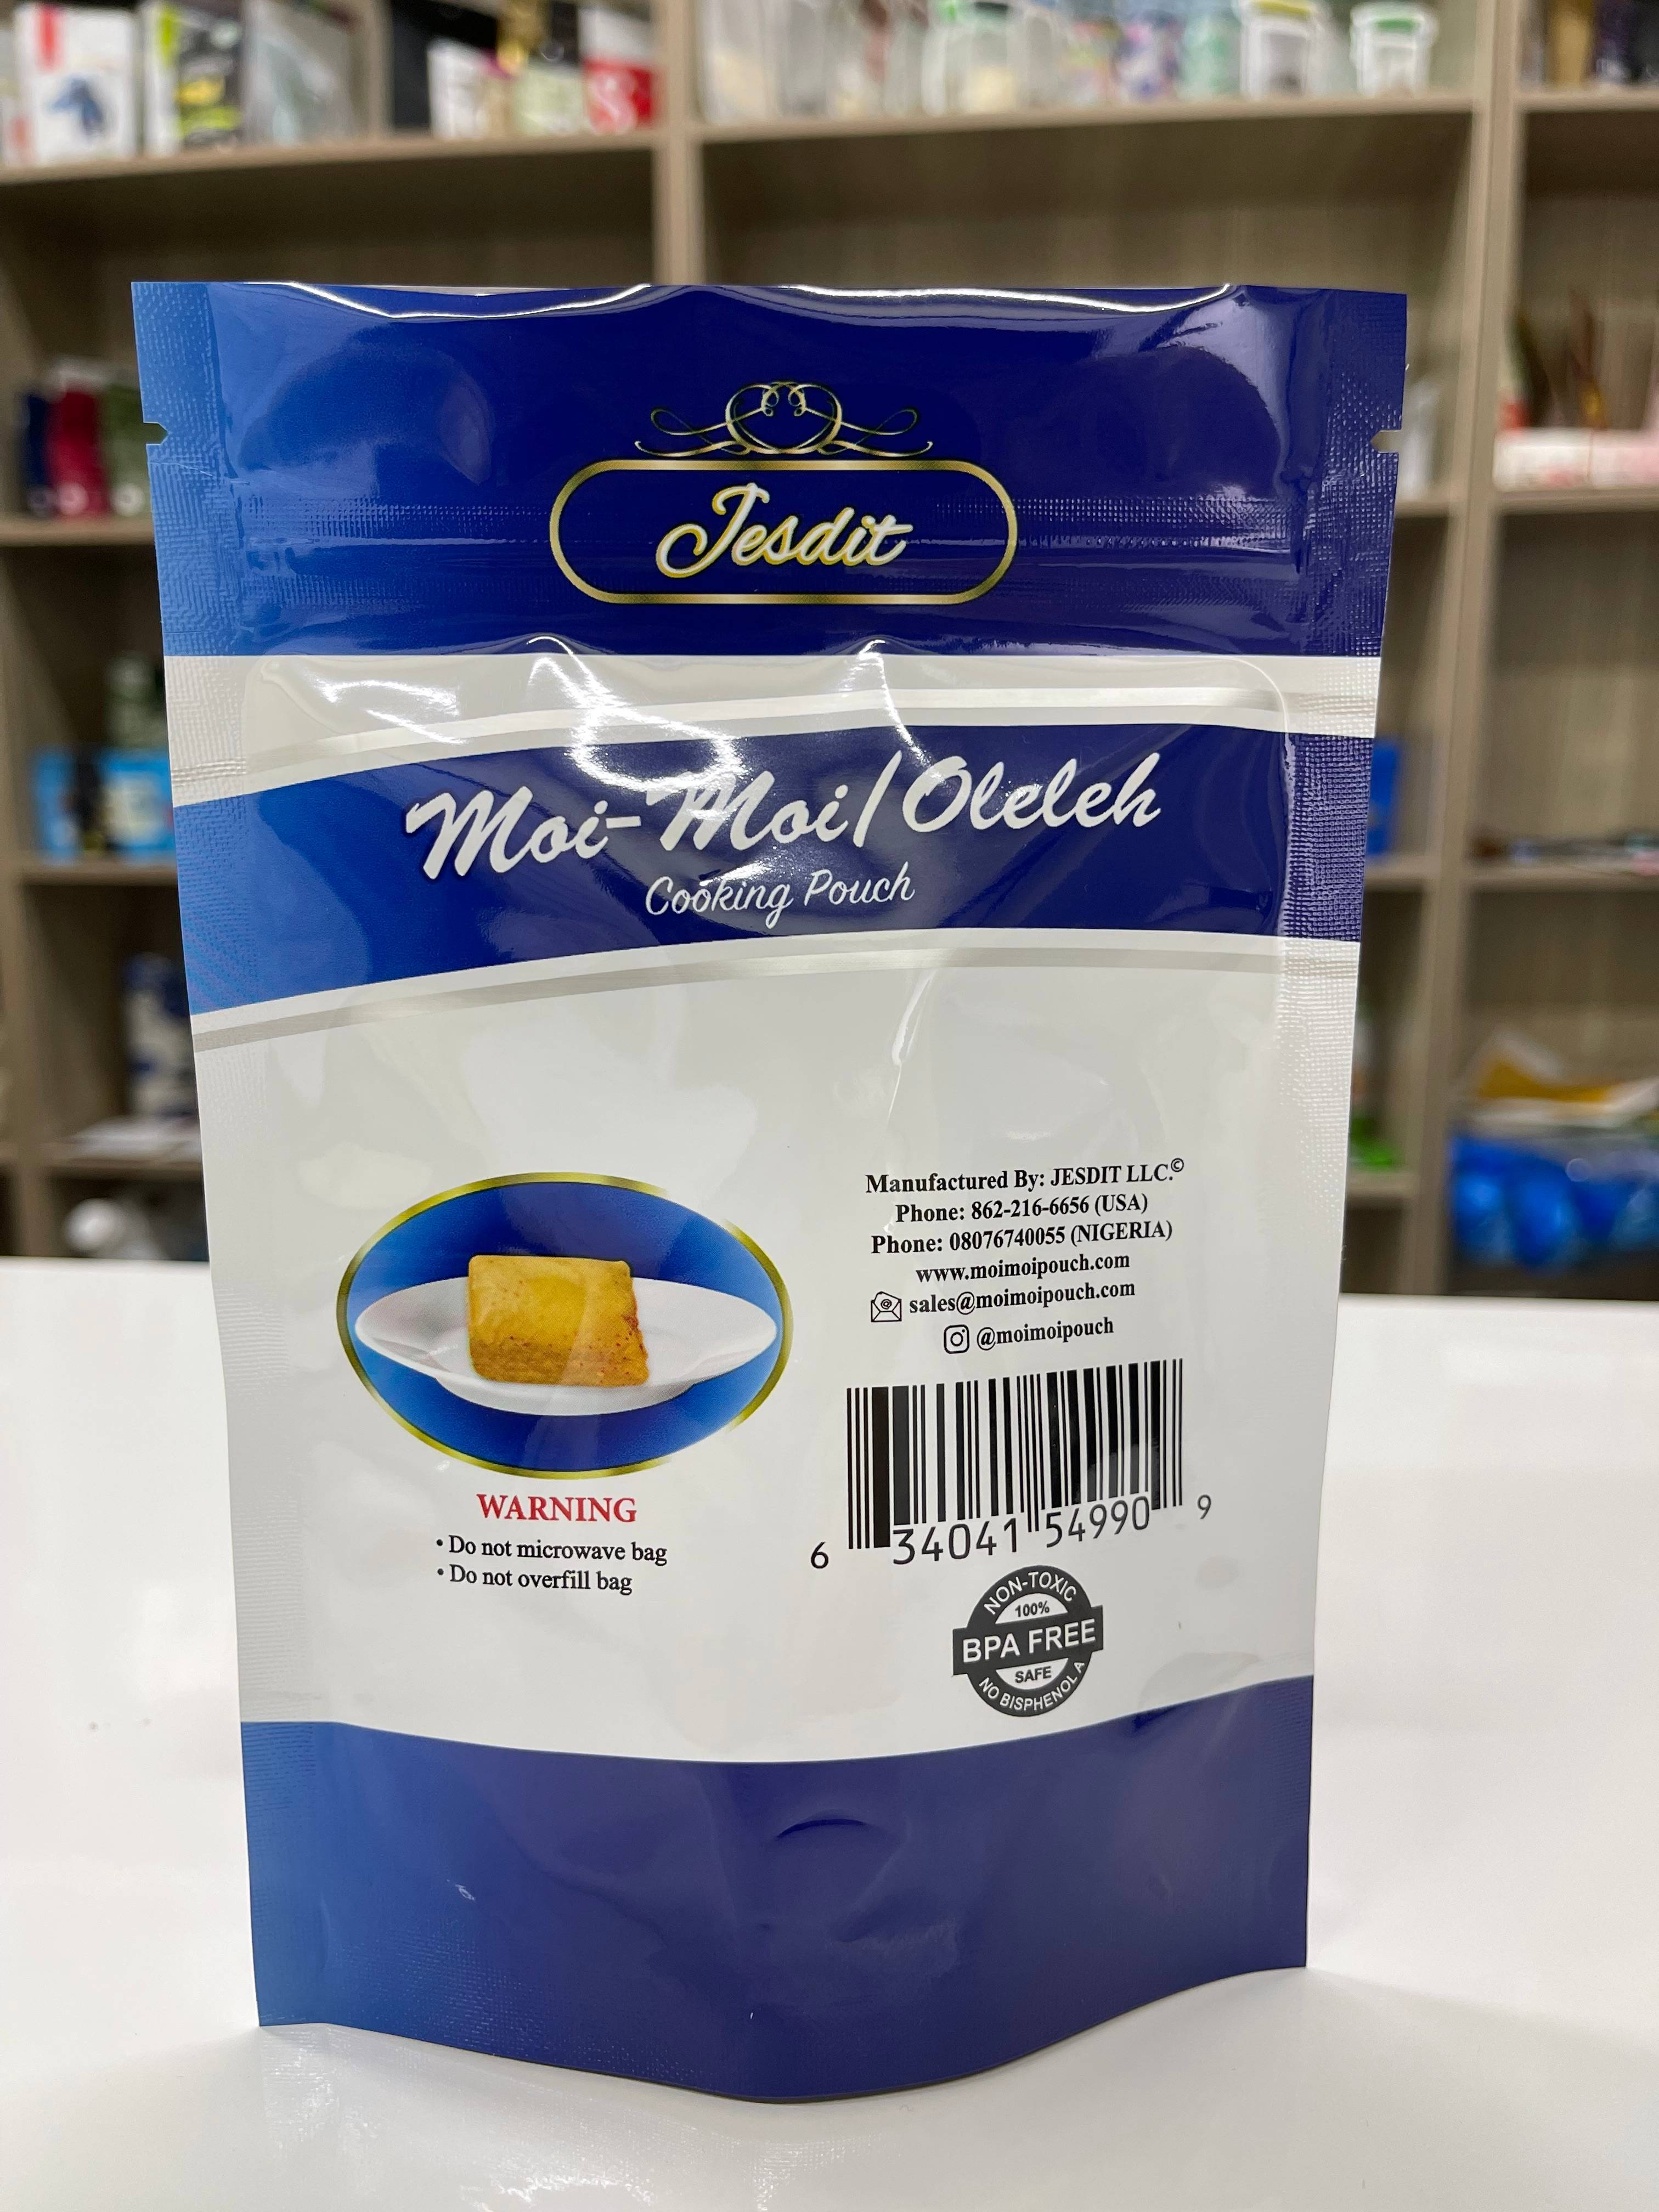 Jesdit
Moi-Moi/Oleleh
Cooking Pouch
Manufactured By: JESDIT LLC.©
Phone: 862-216-6656 (USA)
Phone: 08076740055 (NIGERIA)
www.moimoipouch.com
sales@moimoipouch.com
@moimoipouch
WARNING
• Do not microwave bag
• Do not overfill bag
6 34041 54990 9
NON-TOXIC
100%
BPA FREE
SAFE
NO BISPHENOL A